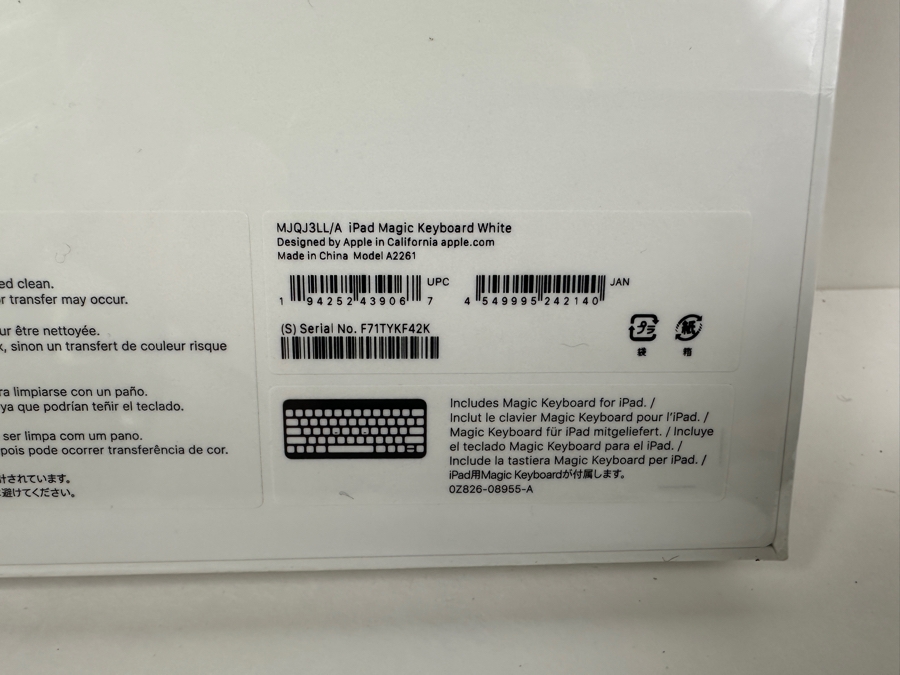 ed clean.
r transfer may occur.
ur être nettoyée.
, sinon un transfert de couleur risque
ra limpiarse con un paño.
ya que podrían teñir el teclado.
ser limpa com um pano.
pois pode ocorrer transferência de cor.
計されています。
避けてください。
MJQJ3LL/A iPad Magic Keyboard White
Designed by Apple in California apple.com
Made in China Model A2261
UPC
1 94252 43906 7
JAN
4 549995 242140
(S) Serial No. F71TYKF42K
プラ
袋
紙
箱
Includes Magic Keyboard for iPad. /
Inclut le clavier Magic Keyboard pour l'iPad. /
Magic Keyboard für iPad mitgeliefert. / Incluye
el teclado Magic Keyboard para el iPad. /
Include la tastiera Magic Keyboard per iPad. /
iPad用Magic Keyboardが付属します。
0Z826-08955-A